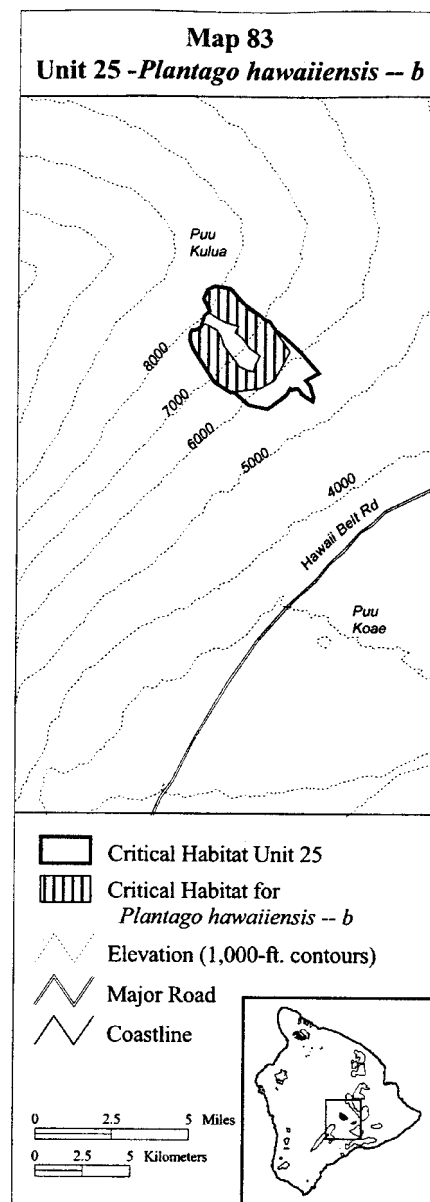 Map 83
Unit 25 -Plantago hawaiiensis -- b
Puu
Kulua
8000
7000
6000
5000
4000
Hawaii Belt Rd
Puu
Koae
Critical Habitat Unit 25
Critical Habitat for
Plantago hawaiiensis -- b
Elevation (1,000-ft. contours)
Major Road
Coastline
0 2.5 5 Miles
0 2.5 5 Kilometers